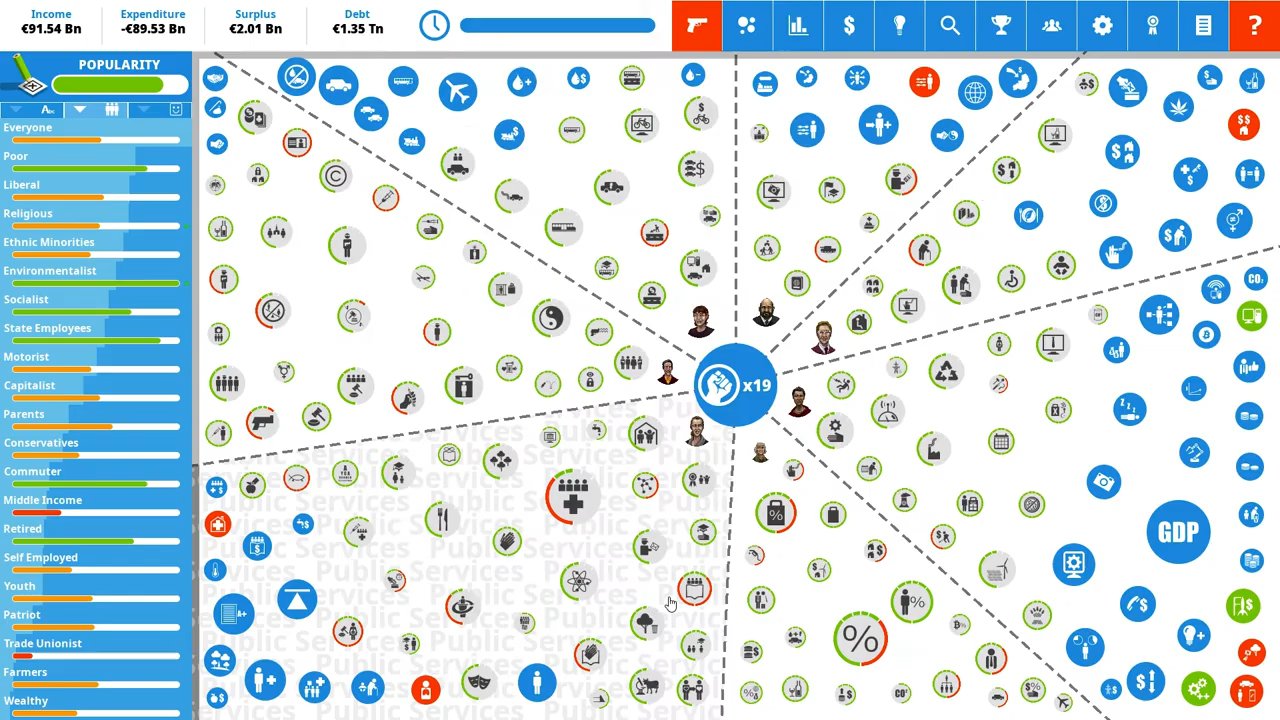 Income Expenditure Surplus Debt
€91.54 Bn -€89.53 Bn €2.01 Bn €1.35 Tn
?
POPULARITY
A
Everyone
Poor
Liberal
Religious
Ethnic Minorities
Environmentalist
Socialist
State Employees
Motorist
Capitalist
Parents
Conservatives
Commuter
Middle Income
Retired
Self Employed
Youth
Patriot
Trade Unionist
Farmers
Wealthy
x19
GDP
CO²
CO²
Public Services